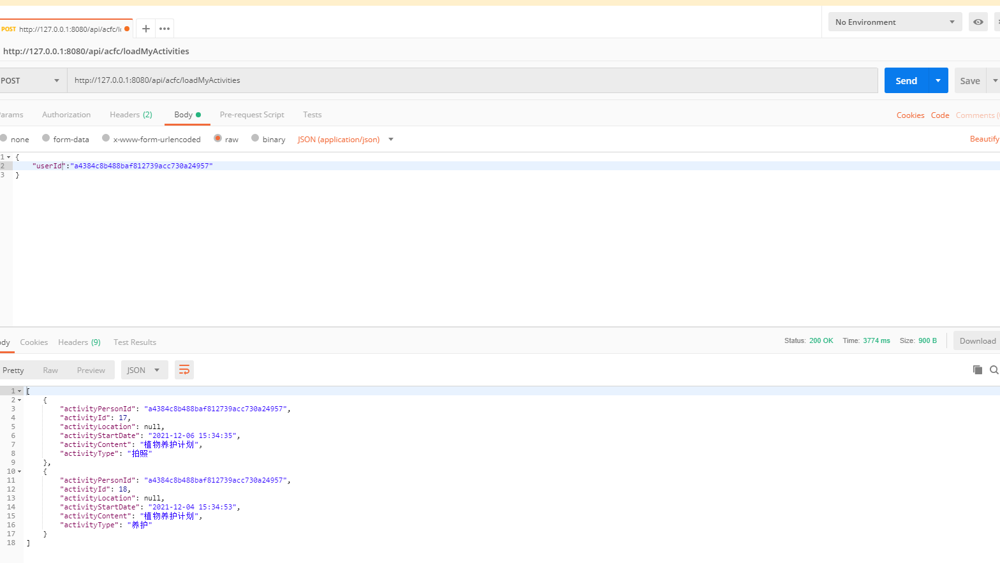 POST http://127.0.0.1:8080/api/acfc/l
No Environment
http://127.0.0.1:8080/api/acfc/loadMyActivities
POST http://127.0.0.1:8080/api/acfc/loadMyActivities Send Save
arams Authorization Headers (2) Body Pre-request Script Tests Cookies Code Comments (
none form-data x-www-form-urlencoded raw binary JSON (application/json) Beautify
1 {
2 "userId":"a4384c8b488baf812739acc730a24957"
3 }
ody Cookies Headers (9) Test Results Status: 200 OK Time: 3774 ms Size: 900 B Download
Pretty Raw Preview JSON
1 [
2 {
3 "activityPersonId": "a4384c8b488baf812739acc730a24957",
4 "activityId": 17,
5 "activityLocation": null,
6 "activityStartDate": "2021-12-06 15:34:35",
7 "activityContent": "植物养护计划",
8 "activityType": "拍照"
9 },
10 {
11 "activityPersonId": "a4384c8b488baf812739acc730a24957",
12 "activityId": 18,
13 "activityLocation": null,
14 "activityStartDate": "2021-12-04 15:34:53",
15 "activityContent": "植物养护计划",
16 "activityType": "养护"
17 }
18 ]